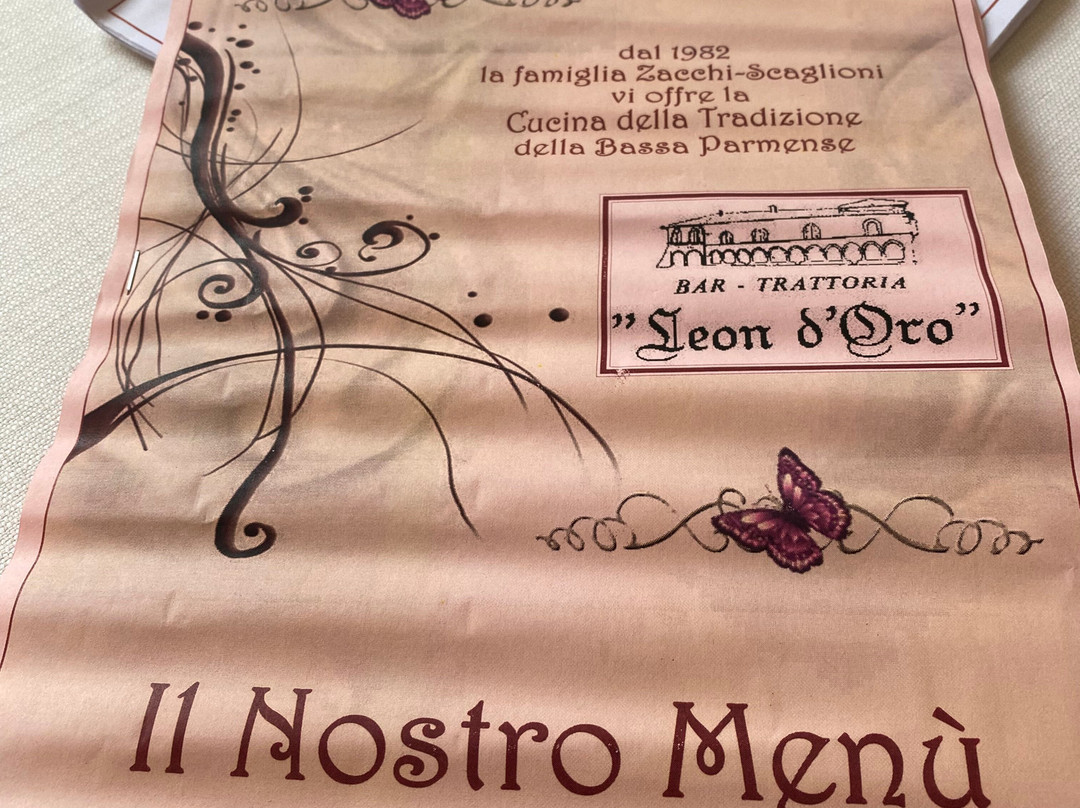 dal 1982
la famiglia Zacchi-Scaglioni
vi offre la
Cucina della Tradizione
della Bassa Parmense
BAR - TRATTORIA
"Leon d'Oro"
Il Nostro Menù